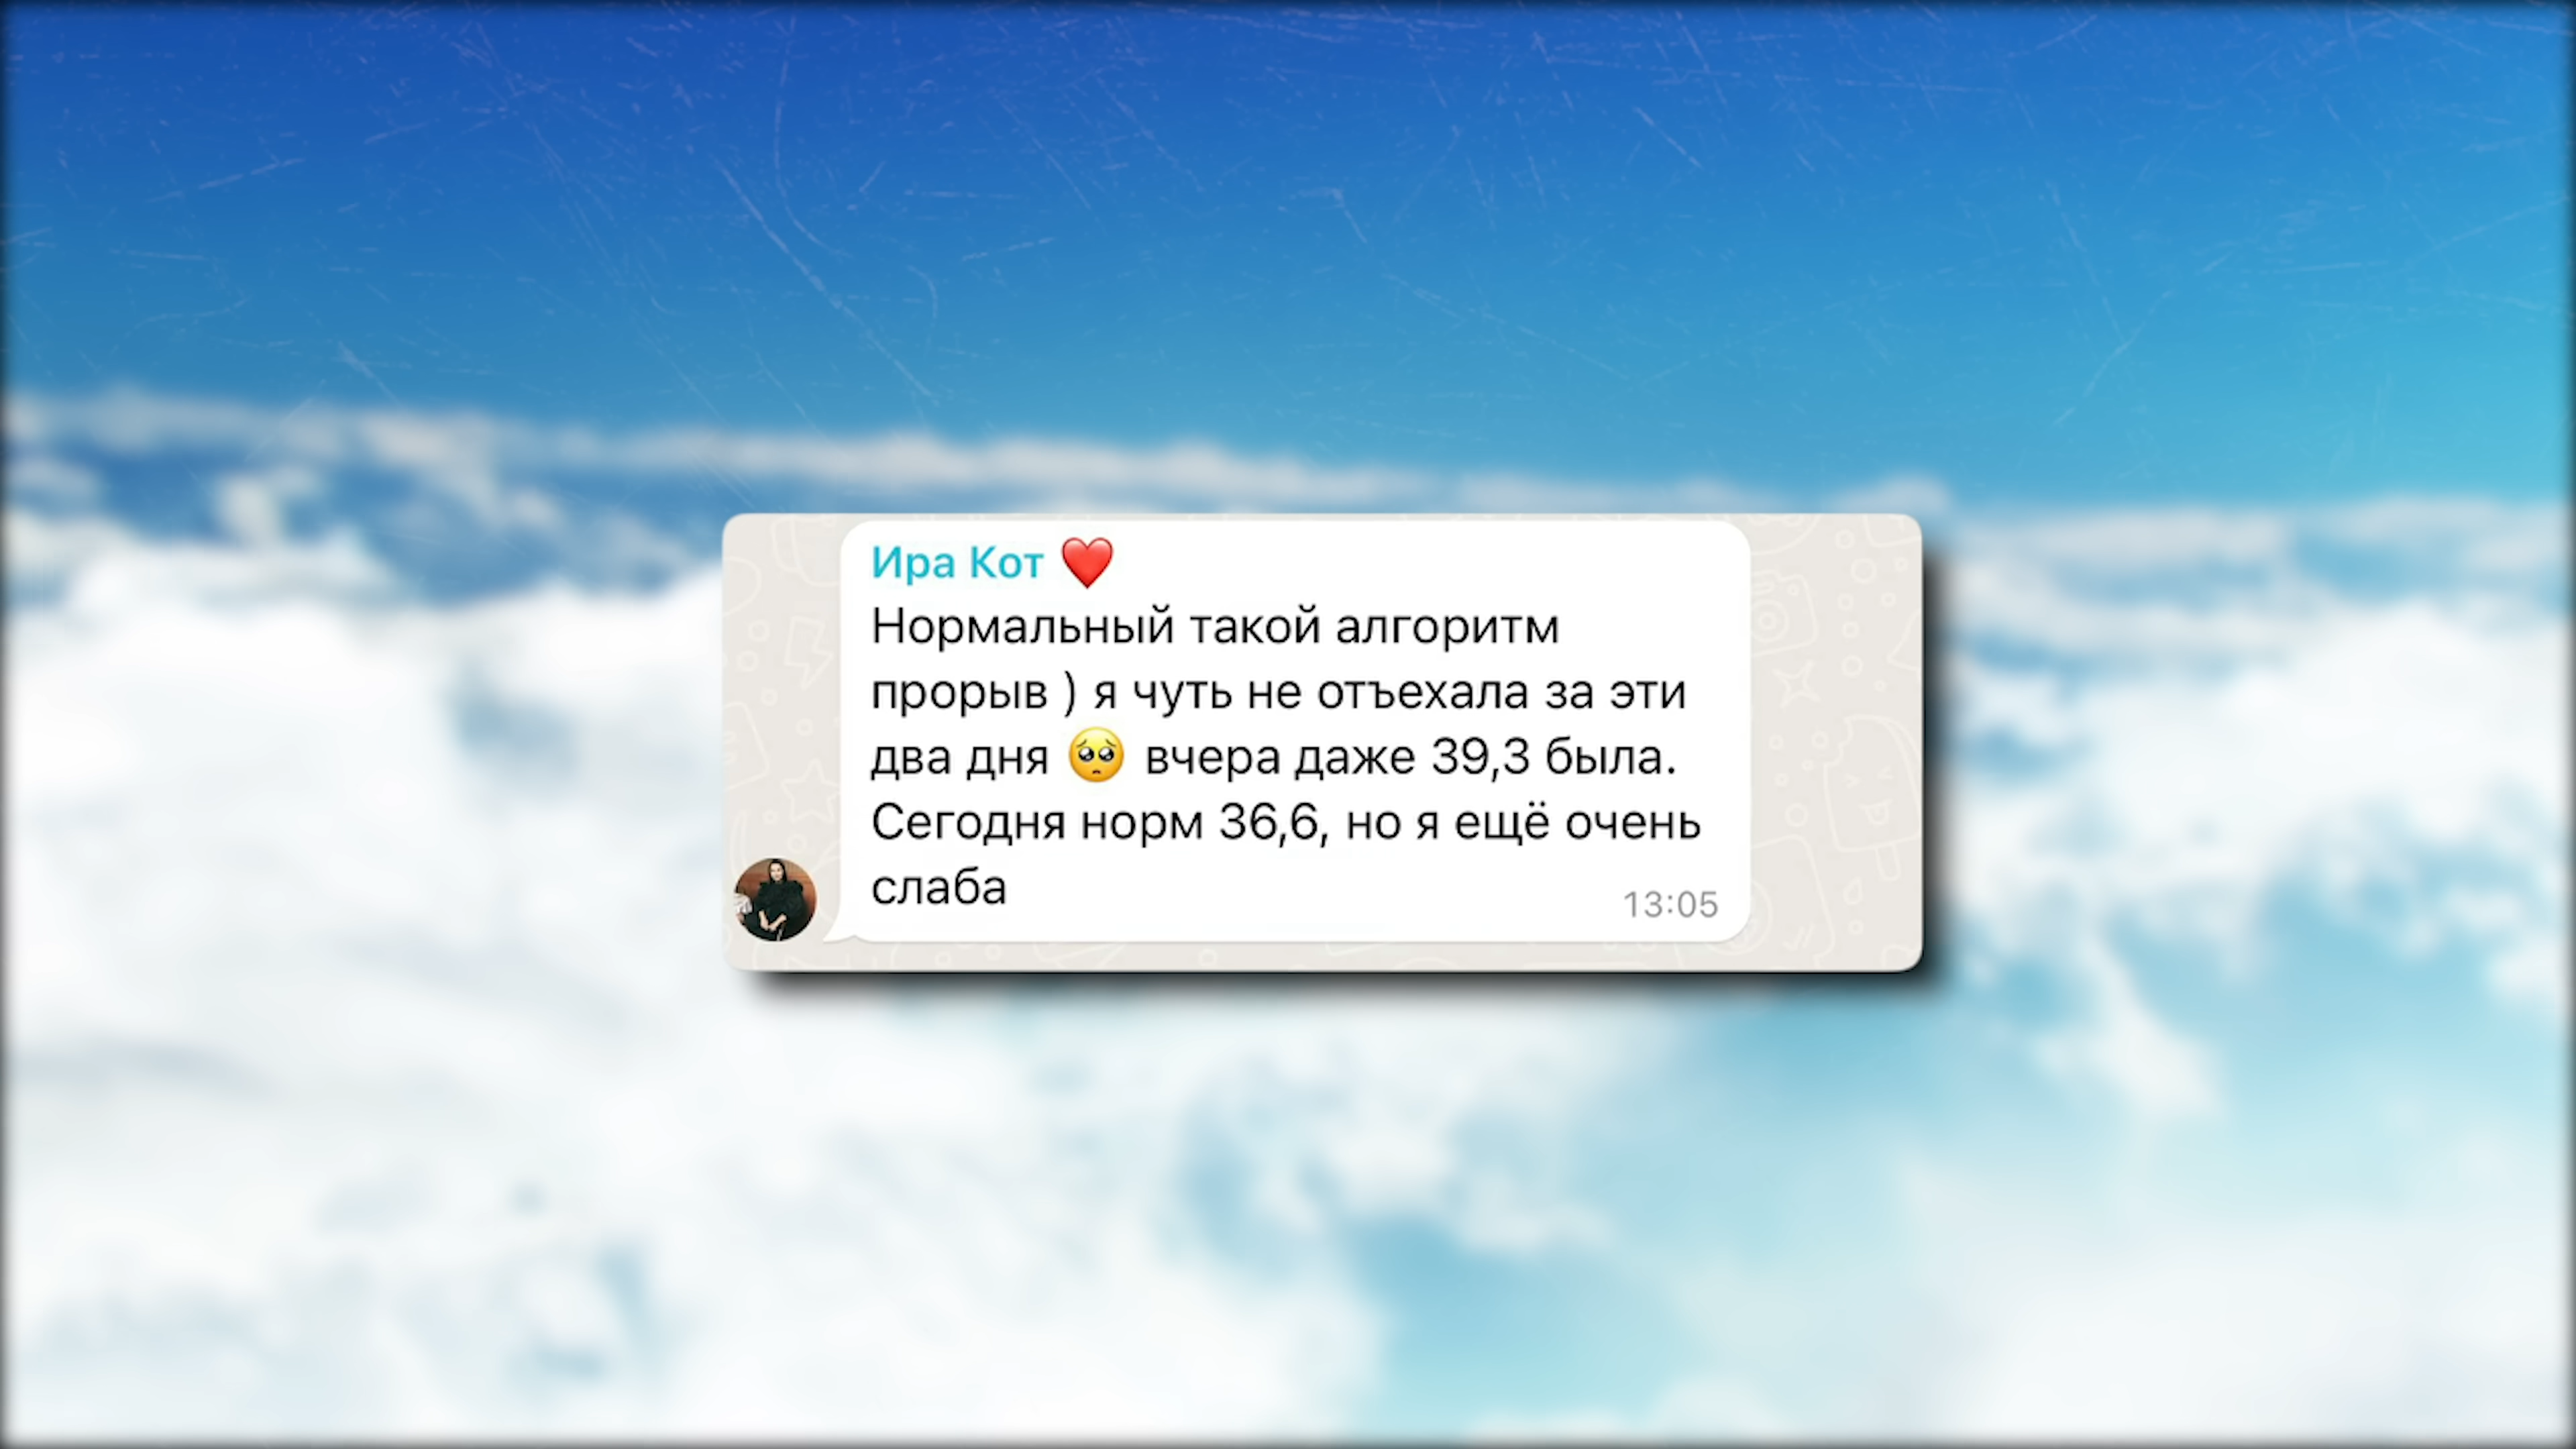 Ира Кот ❤️
Нормальный такой алгоритм
прорыв ) я чуть не отъехала за эти
два дня 🥺 вчера даже 39,3 была.
Сегодня норм 36,6, но я ещё очень
слаба
13:05